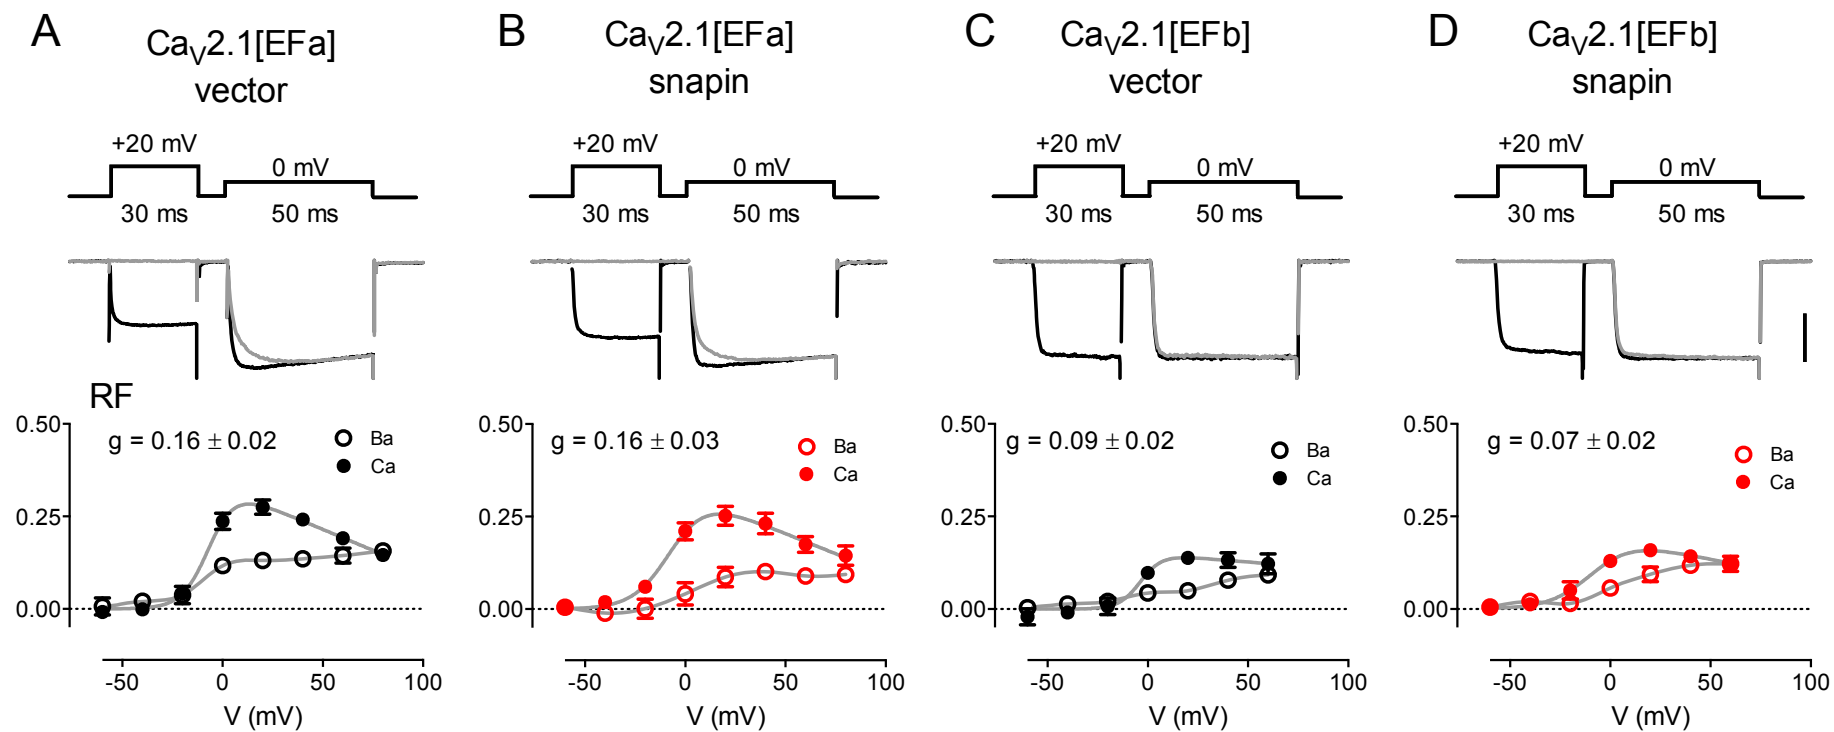 A
CaV2.1[EFa]
vector
+20 mV
0 mV
30 ms
50 ms
RF
0.50
0.25
0.00
g = 0.16 ± 0.02
Ba
Ca
-50
0
50
100
V (mV)
B
CaV2.1[EFa]
snapin
+20 mV
0 mV
30 ms
50 ms
0.50
0.25
0.00
g = 0.16 ± 0.03
Ba
Ca
-50
0
50
100
V (mV)
C
CaV2.1[EFb]
vector
+20 mV
0 mV
30 ms
50 ms
0.50
0.25
0.00
g = 0.09 ± 0.02
Ba
Ca
-50
0
50
100
V (mV)
D
CaV2.1[EFb]
snapin
+20 mV
0 mV
30 ms
50 ms
0.50
0.25
0.00
g = 0.07 ± 0.02
Ba
Ca
-50
0
50
100
V (mV)